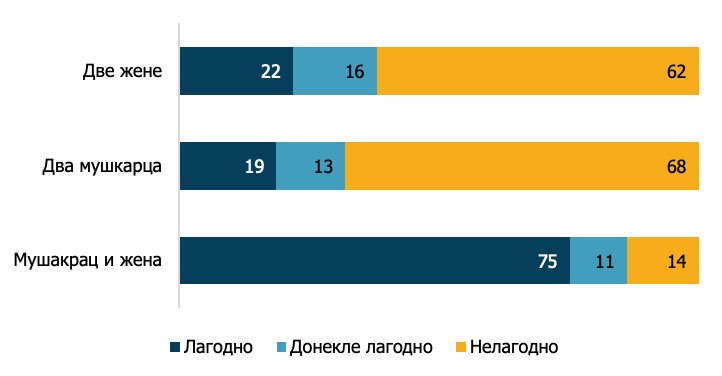 Две жене
22 16 62
Два мушкарца
19 13 68
Мушакрац и жена
75 11 14
Лагодно Донекле лагодно Нелагодно